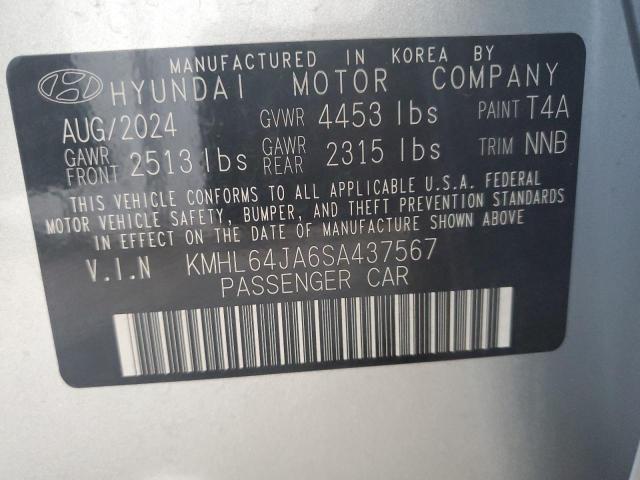 MANUFACTURED IN KOREA BY
HYUNDAI MOTOR COMPANY
AUG/2024 GVWR 4453 lbs PAINT T4A
GAWR FRONT 2513 lbs GAWR REAR 2315 lbs TRIM NNB
THIS VEHICLE CONFORMS TO ALL APPLICABLE U.S.A. FEDERAL
MOTOR VEHICLE SAFETY, BUMPER, AND THEFT PREVENTION STANDARDS
IN EFFECT ON THE DATE OF MANUFACTURE SHOWN ABOVE
V.I.N KMHL64JA6SA437567
PASSENGER CAR